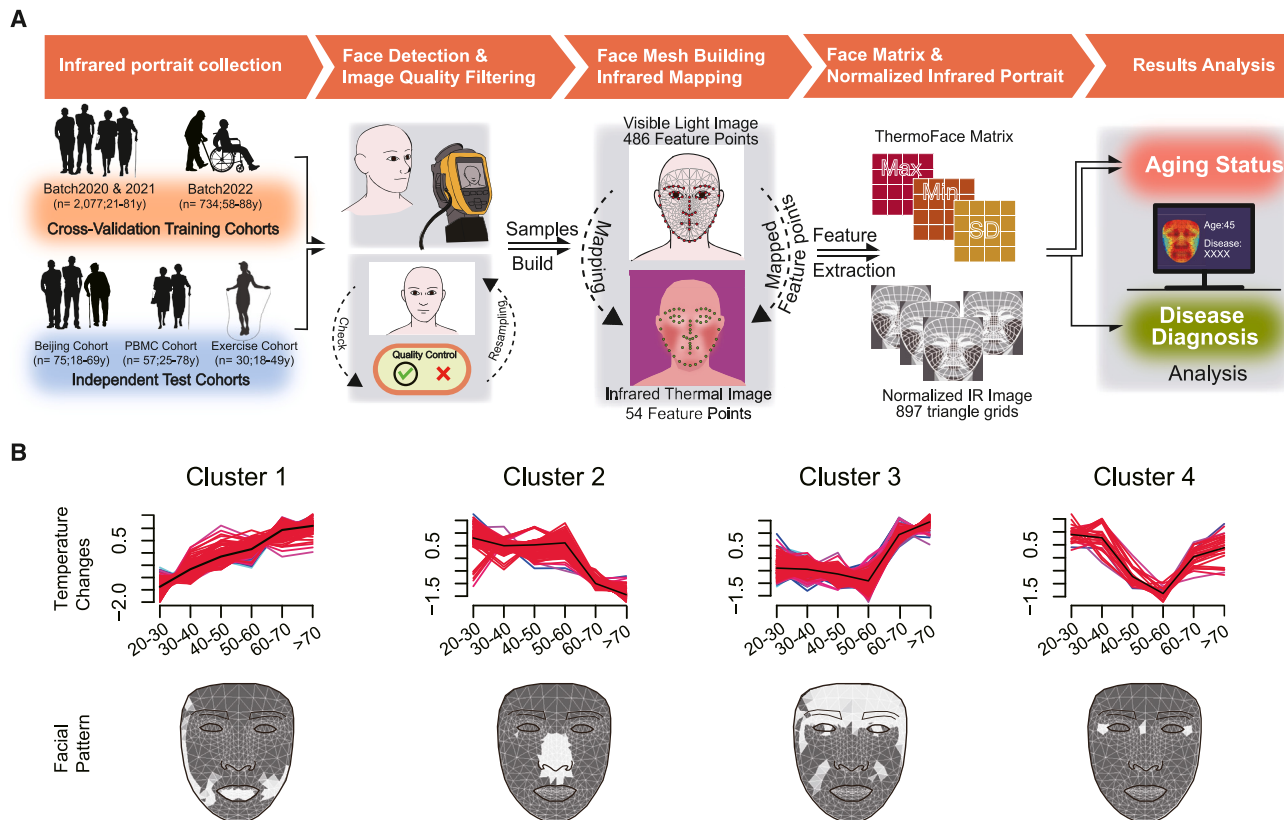 A
Infrared portrait collection
Face Detection &
Image Quality Filtering
Face Mesh Building
Infrared Mapping
Face Matrix &
Normalized Infrared Portrait
Results Analysis
Batch2020 & 2021
(n= 2,077;21-81y)
Batch2022
(n= 734;58-88y)
Cross-Validation Training Cohorts
Beijing Cohort
(n= 75;18-69y)
PBMC Cohort
(n= 57;25-78y)
Exercise Cohort
(n= 30;18-49y)
Independent Test Cohorts
Check
Resampling
Quality Control
Samples
Build
Visible Light Image
486 Feature Points
Mapping
Mapped
Feature points
Infrared Thermal Image
54 Feature Points
Feature
Extraction
ThermoFace Matrix
Max
Min
SD
Normalized IR Image
897 triangle grids
Aging Status
Age:45
Disease:
XXXX
Disease
Diagnosis
Analysis
B
Cluster 1
Cluster 2
Cluster 3
Cluster 4
Temperature
Changes
0.5
-2.0
20-30
30-40
40-50
50-60
60-70
>70
0.5
-1.5
20-30
30-40
40-50
50-60
60-70
>70
0.5
-1.5
20-30
30-40
40-50
50-60
60-70
>70
0.5
-1.5
20-30
30-40
40-50
50-60
60-70
>70
Facial
Pattern